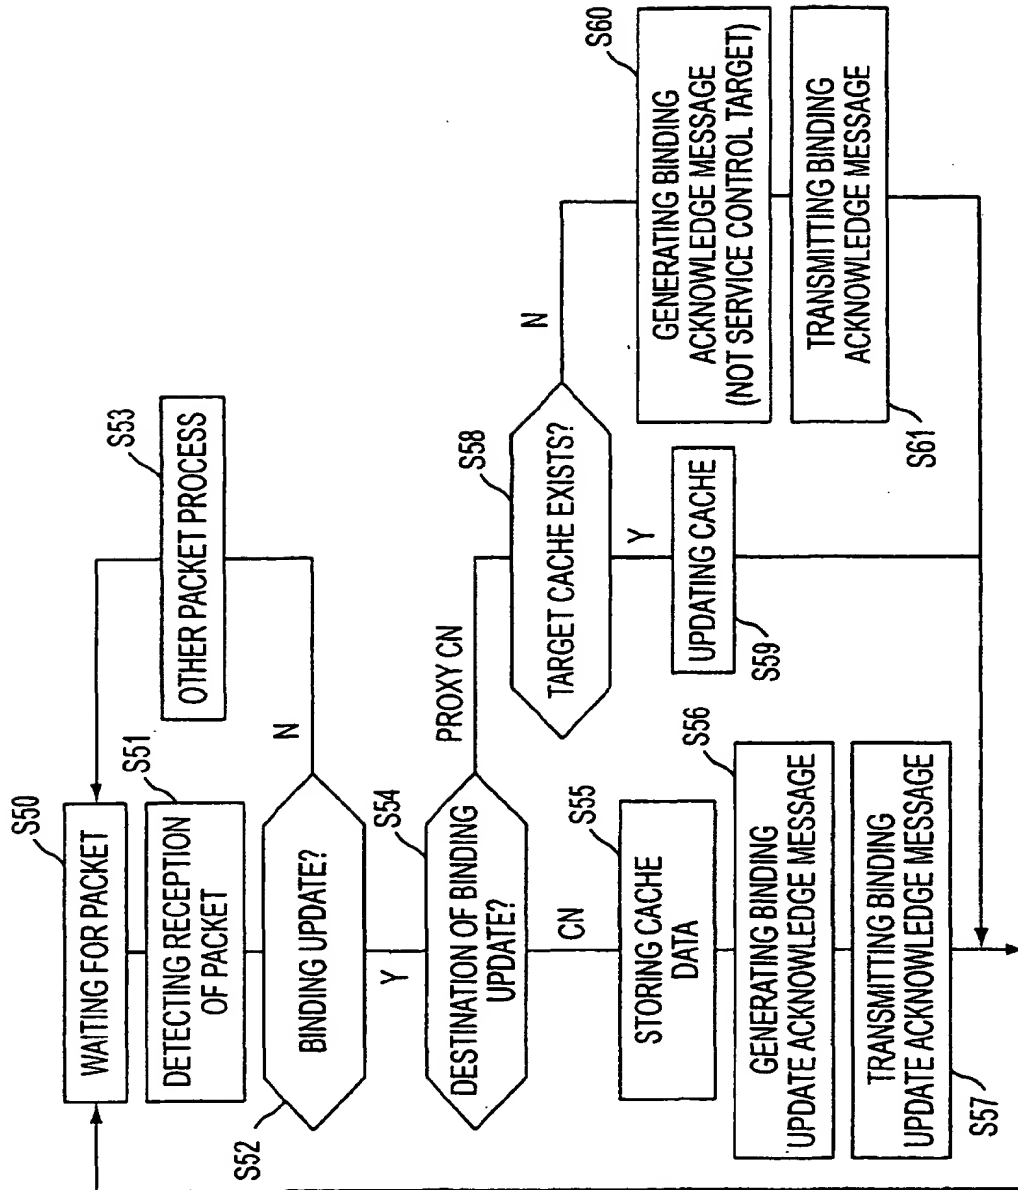 S50
WAITING FOR PACKET
S51
DETECTING RECEPTION
OF PACKET
S53
OTHER PACKET PROCESS
N
BINDING UPDATE?
S52
Y
S54
DESTINATION OF BINDING
UPDATE?
PROXY CN
CN
S55
STORING CACHE
DATA
S56
GENERATING BINDING
UPDATE ACKNOWLEDGE MESSAGE
TRANSMITTING BINDING
UPDATE ACKNOWLEDGE MESSAGE
S57
S58
TARGET CACHE EXISTS?
N
Y
UPDATING CACHE
S59
S60
GENERATING BINDING
ACKNOWLEDGE MESSAGE
(NOT SERVICE CONTROL TARGET)
TRANSMITTING BINDING
ACKNOWLEDGE MESSAGE
S61